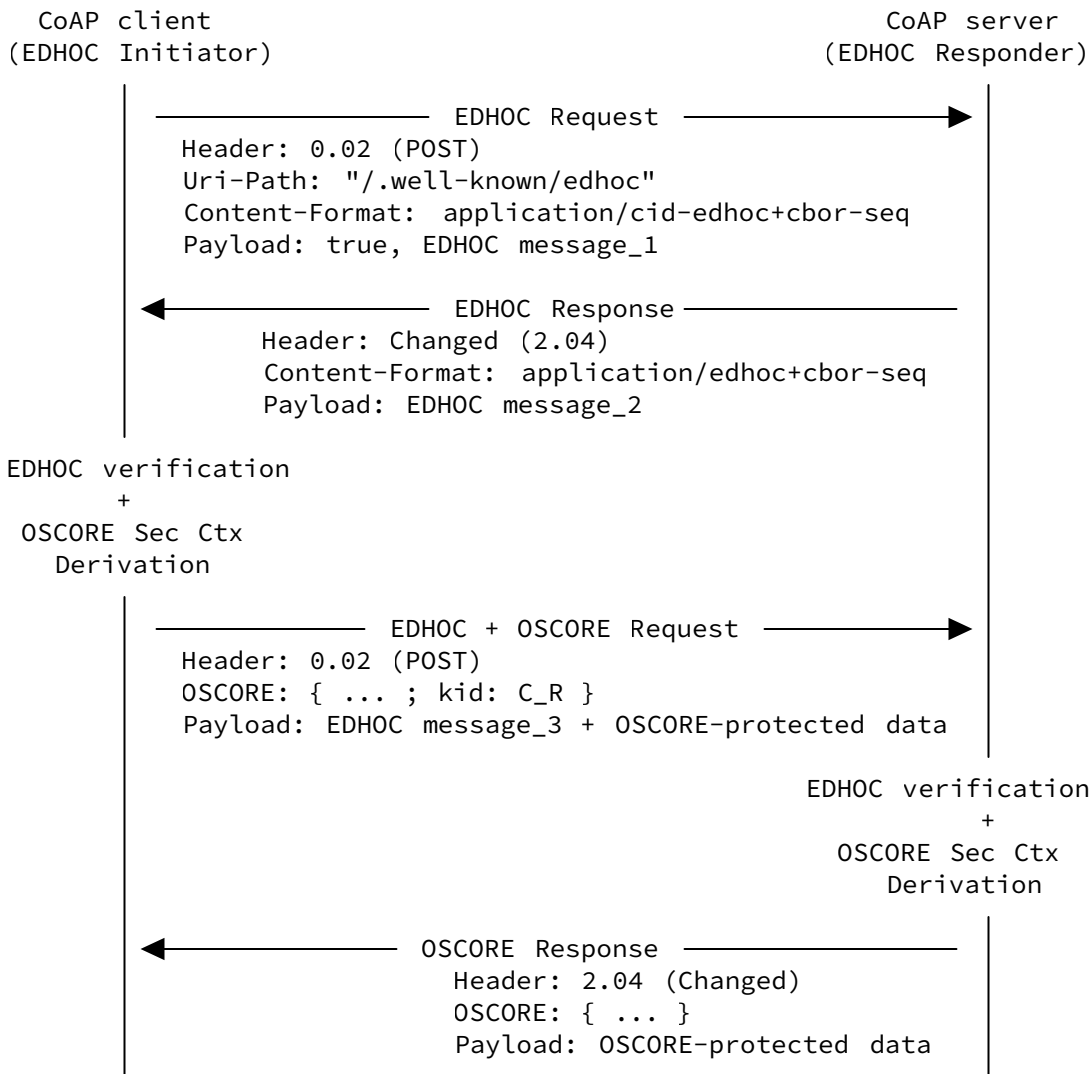 CoAP client CoAP server
(EDHOC Initiator) (EDHOC Responder)
EDHOC Request
Header: 0.02 (POST)
Uri-Path: "/.well-known/edhoc"
Content-Format: application/cid-edhoc+cbor-seq
Payload: true, EDHOC message_1
EDHOC Response
Header: Changed (2.04)
Content-Format: application/edhoc+cbor-seq
Payload: EDHOC message_2
EDHOC verification
+
OSCORE Sec Ctx
Derivation
EDHOC + OSCORE Request
Header: 0.02 (POST)
OSCORE: { ... ; kid: C_R }
Payload: EDHOC message_3 + OSCORE-protected data
EDHOC verification
+
OSCORE Sec Ctx
Derivation
OSCORE Response
Header: 2.04 (Changed)
OSCORE: { ... }
Payload: OSCORE-protected data